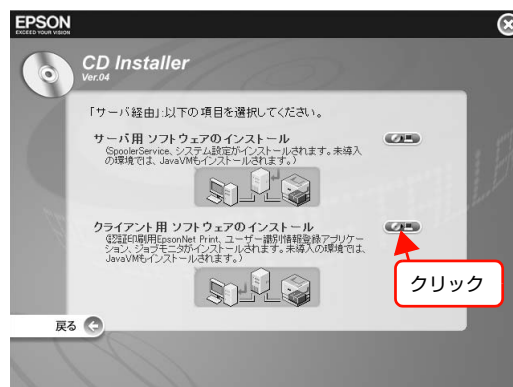 EPSON
EXCEED YOUR VISION
CD Installer
Ver.04
「サーバ経由」:以下の項目を選択してください。
サーバ用 ソフトウェアのインストール
(SpoolerService、システム設定がインストールされます。未導入
の環境では、JavaVMもインストールされます。)
クライアント用 ソフトウェアのインストール
(認証印刷用EpsonNet Print、ユーザー識別情報登録アプリケー
ション、ジョブモニタがインストールされます。未導入の環境では、
JavaVMもインストールされます。)
クリック
戻る